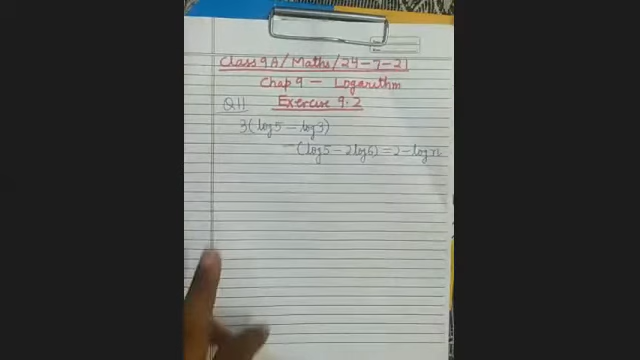 Class 9A/Maths/24-7-21
Chap 9 — Logarithm
Exercise 9.2
Q11
3(log5 - log3)
-(log5 - 2log6) = 2 - log n